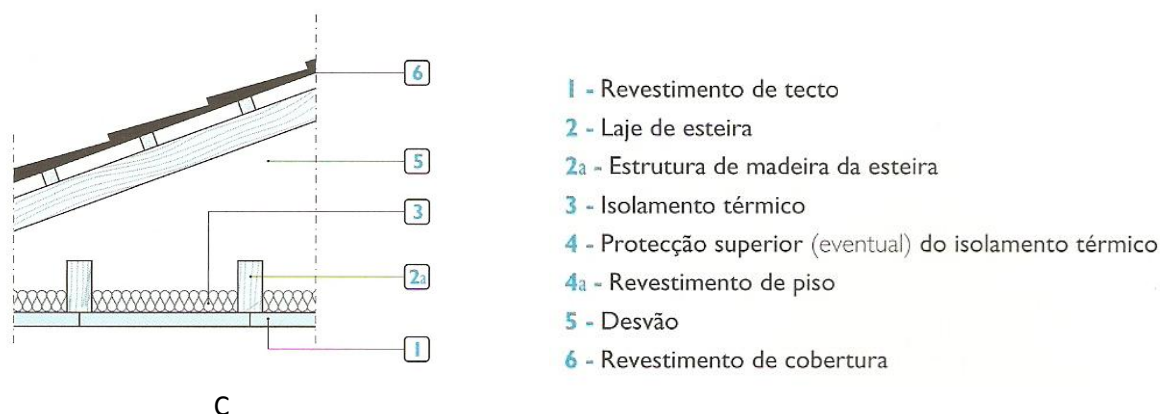 6
5
3
2a
1
C
1 - Revestimento de tecto
2 - Laje de esteira
2a - Estrutura de madeira da esteira
3 - Isolamento térmico
4 - Protecção superior (eventual) do isolamento térmico
4a - Revestimento de piso
5 - Desvão
6 - Revestimento de cobertura